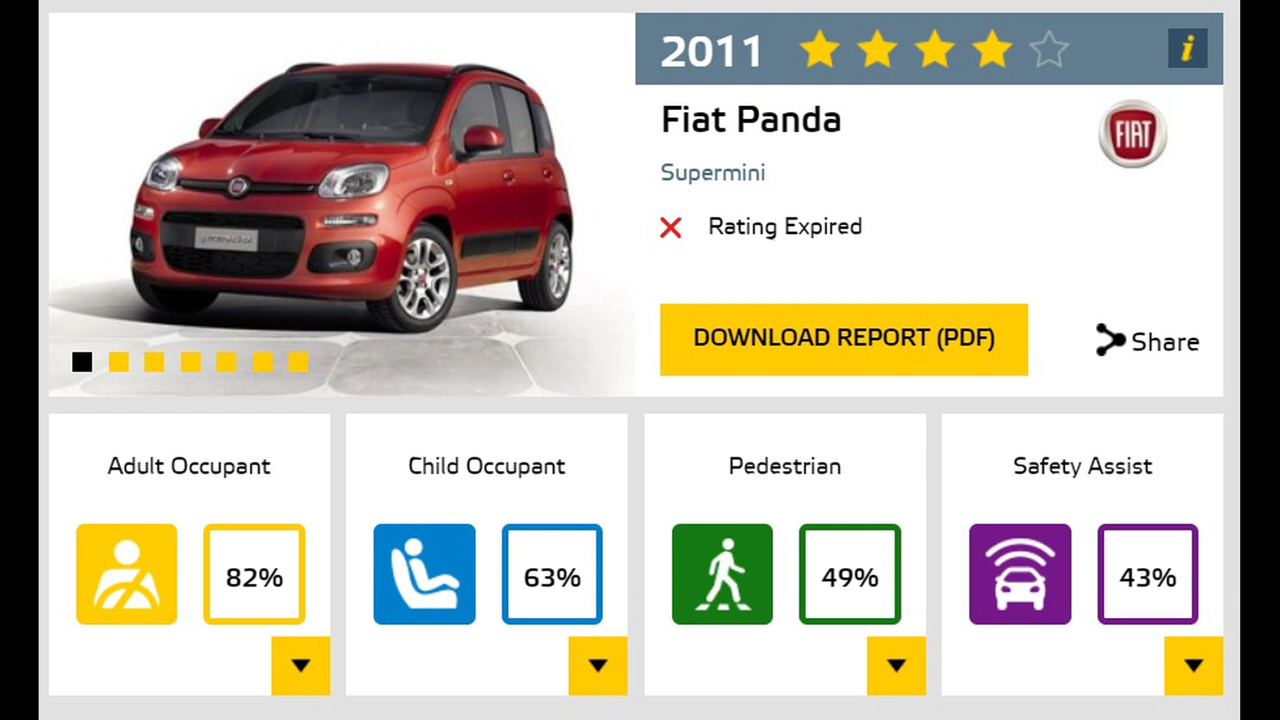 2011
i
Fiat Panda
FIAT
Supermini
Rating Expired
DOWNLOAD REPORT (PDF)
Share
Adult Occupant
Child Occupant
Pedestrian
Safety Assist
82%
63%
49%
43%